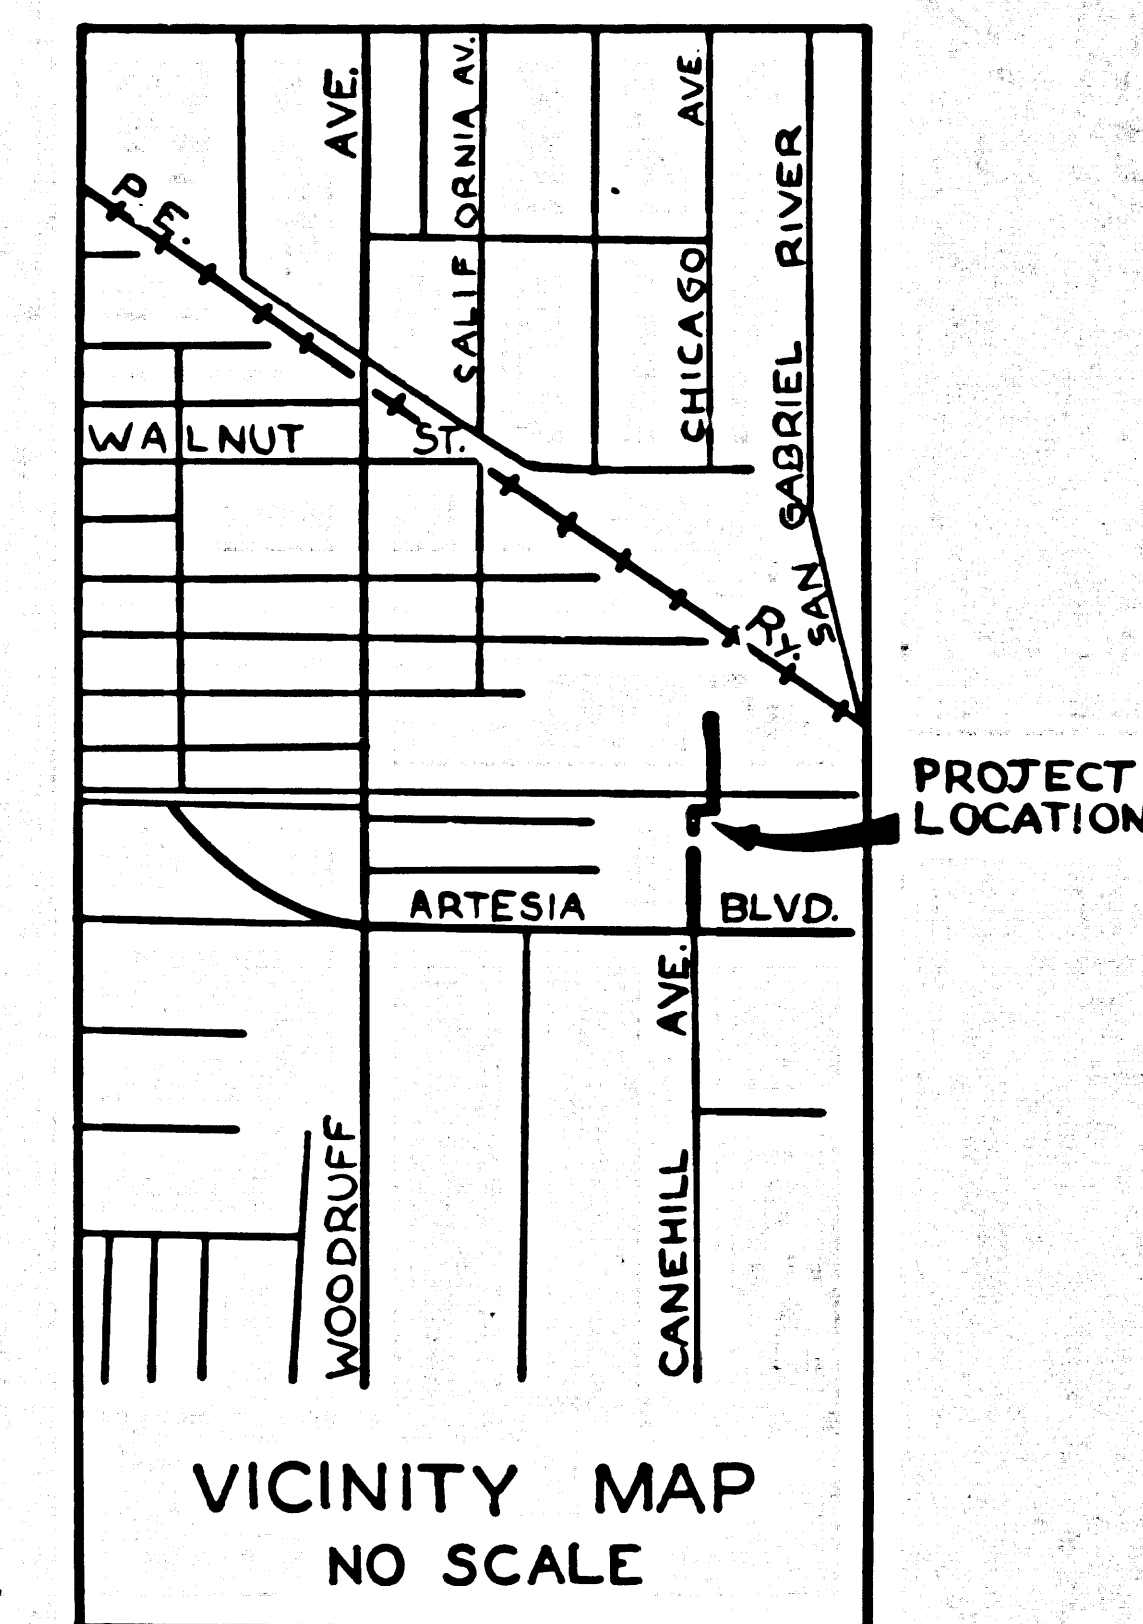 AVE.
CALIFORNIA AV.
CHICAGO AVE.
SAN GABRIEL RIVER
P. E. Ry.
WALNUT ST.
PROJECT
LOCATION
ARTESIA BLVD.
WOODRUFF
CANEHILL AVE.
VICINITY MAP
NO SCALE